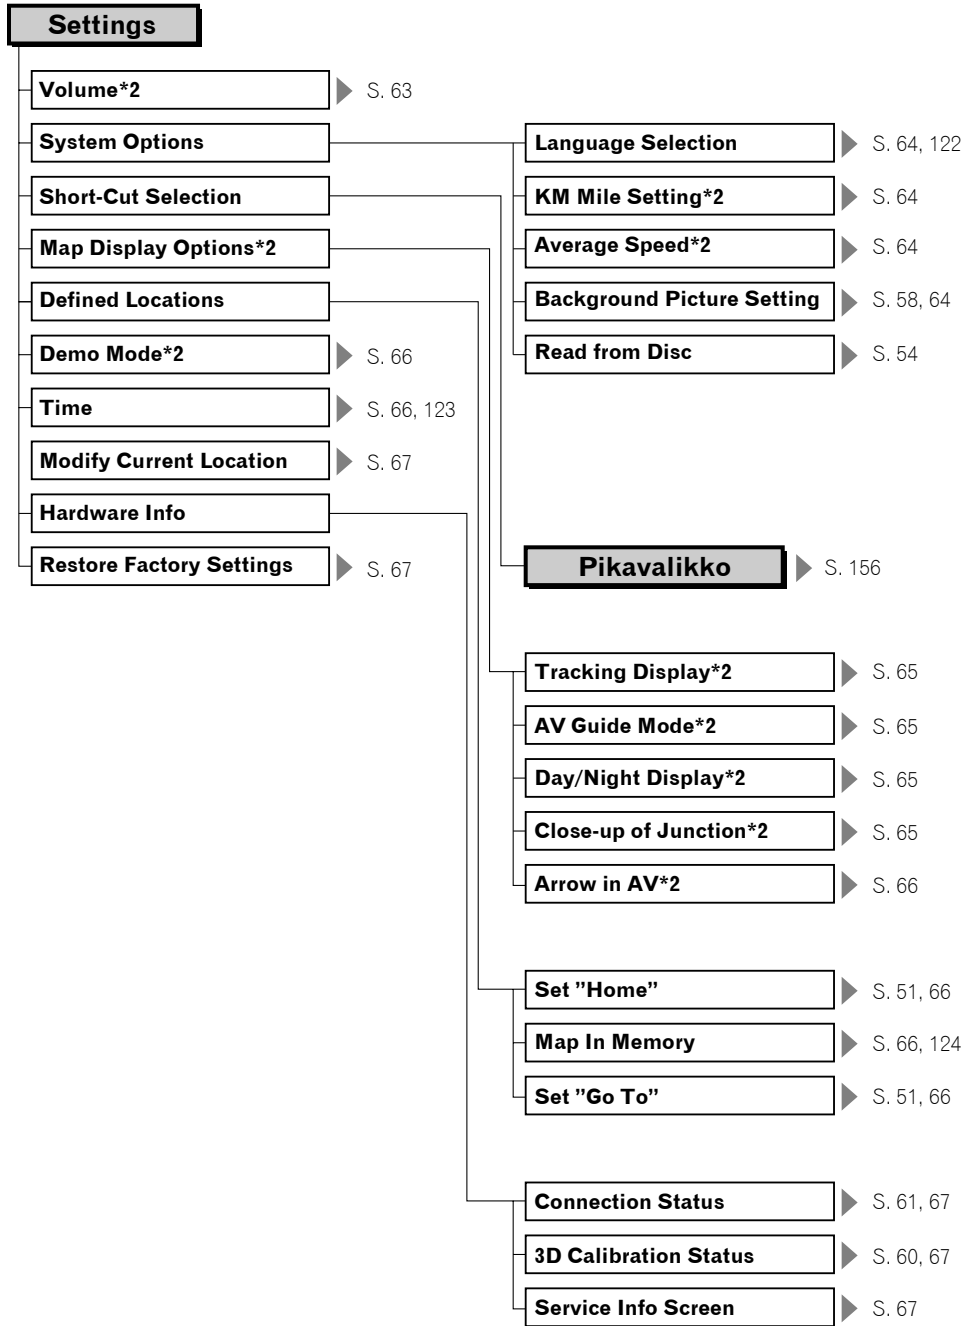 Settings
Volume*2 S. 63
System Options
Short-Cut Selection
Map Display Options*2
Defined Locations
Demo Mode*2 S. 66
Time S. 66, 123
Modify Current Location S. 67
Hardware Info
Restore Factory Settings S. 67
Language Selection S. 64, 122
KM Mile Setting*2 S. 64
Average Speed*2 S. 64
Background Picture Setting S. 58, 64
Read from Disc S. 54
Pikavalikko S. 156
Tracking Display*2 S. 65
AV Guide Mode*2 S. 65
Day/Night Display*2 S. 65
Close-up of Junction*2 S. 65
Arrow in AV*2 S. 66
Set ”Home” S. 51, 66
Map In Memory S. 66, 124
Set ”Go To” S. 51, 66
Connection Status S. 61, 67
3D Calibration Status S. 60, 67
Service Info Screen S. 67